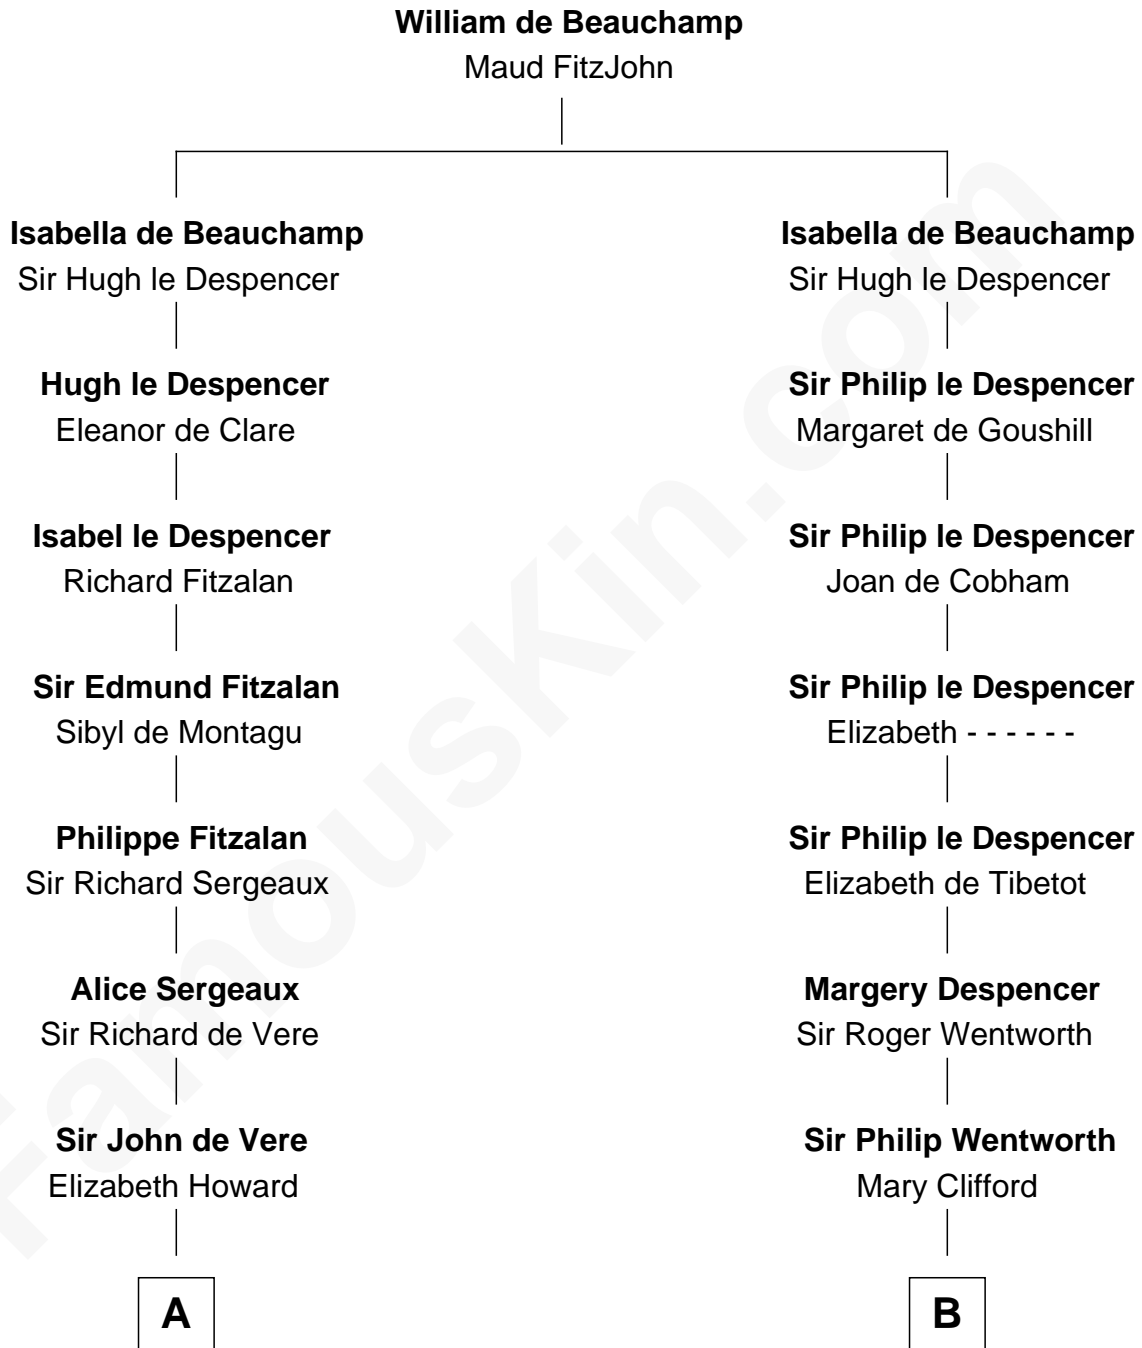 William de Beauchamp
Maud FitzJohn
Isabella de Beauchamp
Sir Hugh le Despencer
Hugh le Despencer
Eleanor de Clare
Isabel le Despencer
Richard Fitzalan
Sir Edmund Fitzalan
Sibyl de Montagu
Philippe Fitzalan
Sir Richard Sergeaux
Alice Sergeaux
Sir Richard de Vere
Sir John de Vere
Elizabeth Howard
A
Isabella de Beauchamp
Sir Hugh le Despencer
Sir Philip le Despencer
Margaret de Goushill
Sir Philip le Despencer
Joan de Cobham
Sir Philip le Despencer
Elizabeth - - - - - -
Sir Philip le Despencer
Elizabeth de Tibetot
Margery Despencer
Sir Roger Wentworth
Sir Philip Wentworth
Mary Clifford
B
FamousKin.com